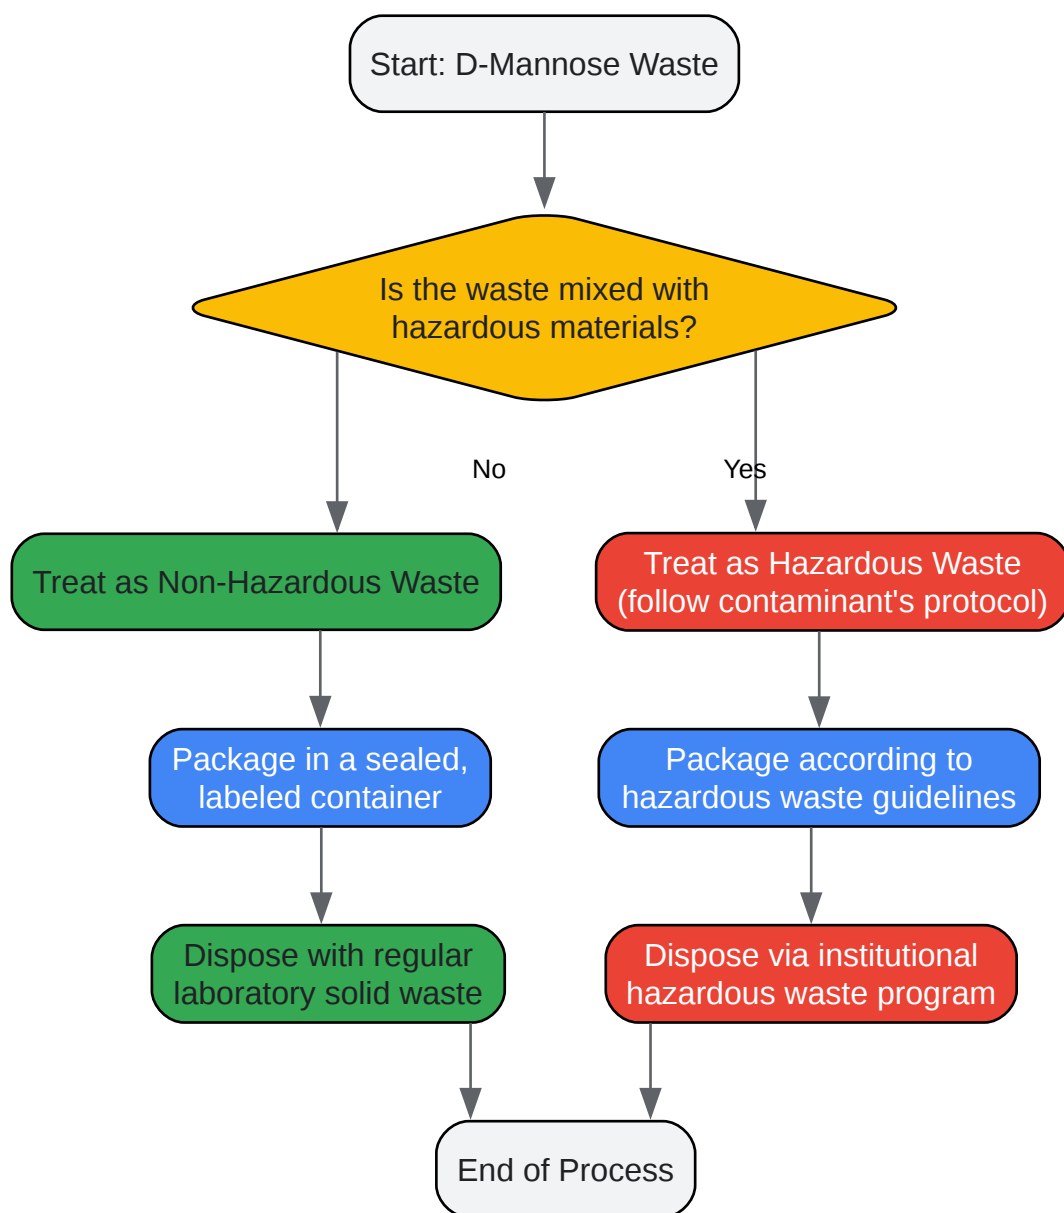 Start: D-Mannose Waste
Is the waste mixed with
hazardous materials?
No
Yes
Treat as Non-Hazardous Waste
Treat as Hazardous Waste
(follow contaminant's protocol)
Package in a sealed,
labeled container
Package according to
hazardous waste guidelines
Dispose with regular
laboratory solid waste
Dispose via institutional
hazardous waste program
End of Process